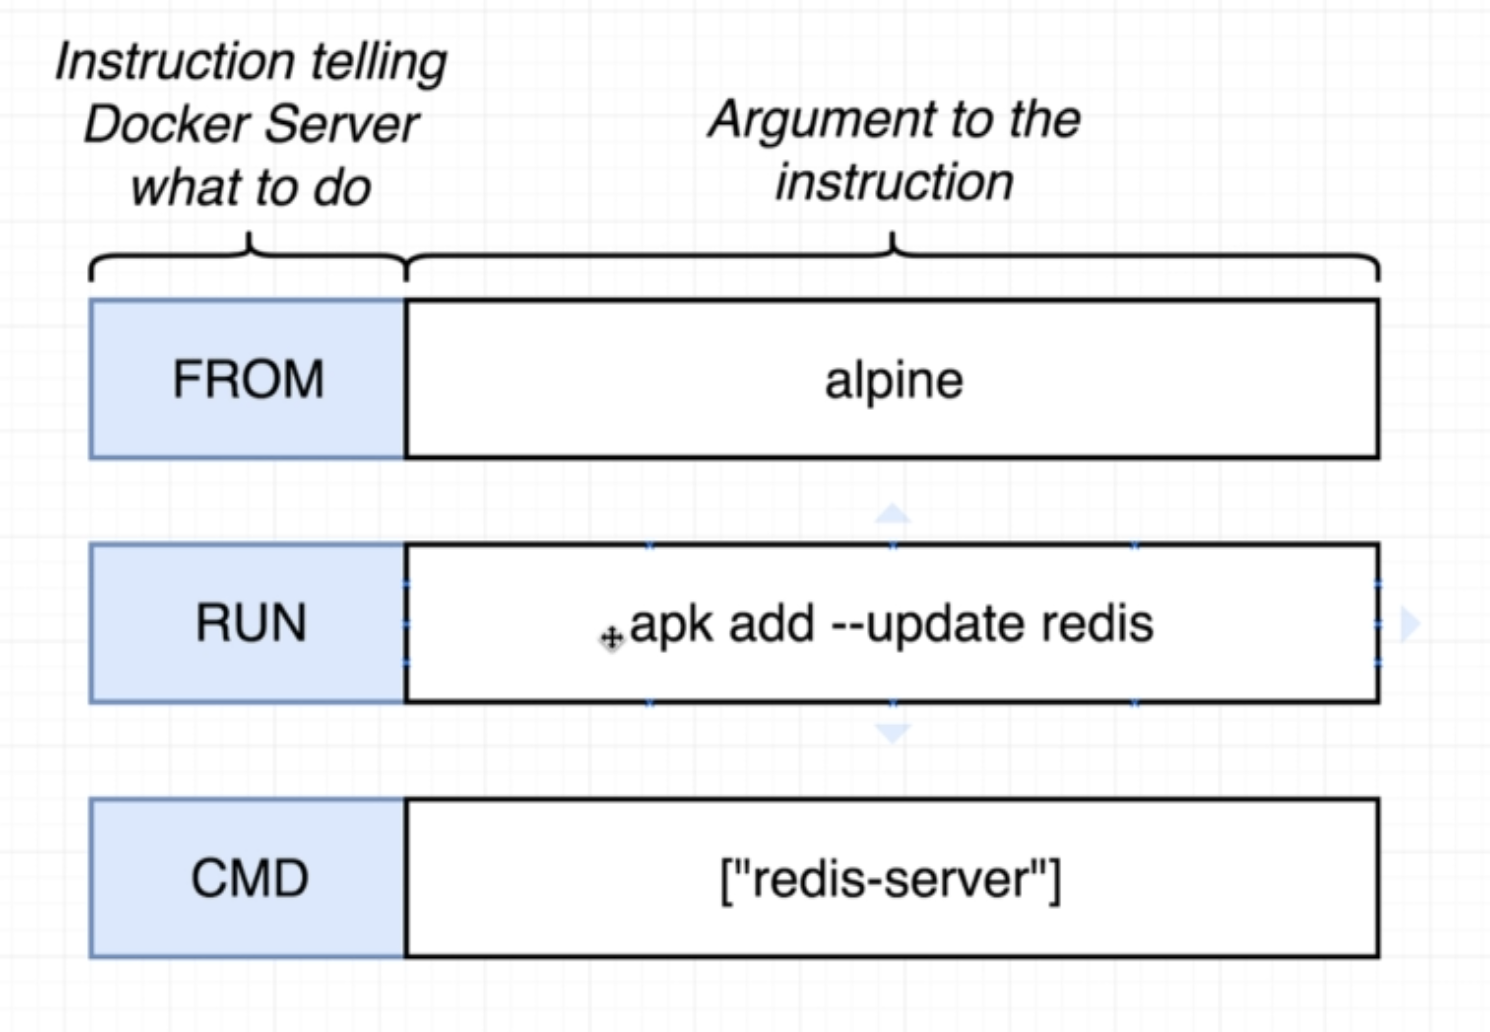 Instruction telling
Docker Server
what to do
Argument to the
instruction
FROM
alpine
RUN
apk add --update redis
CMD
["redis-server"]